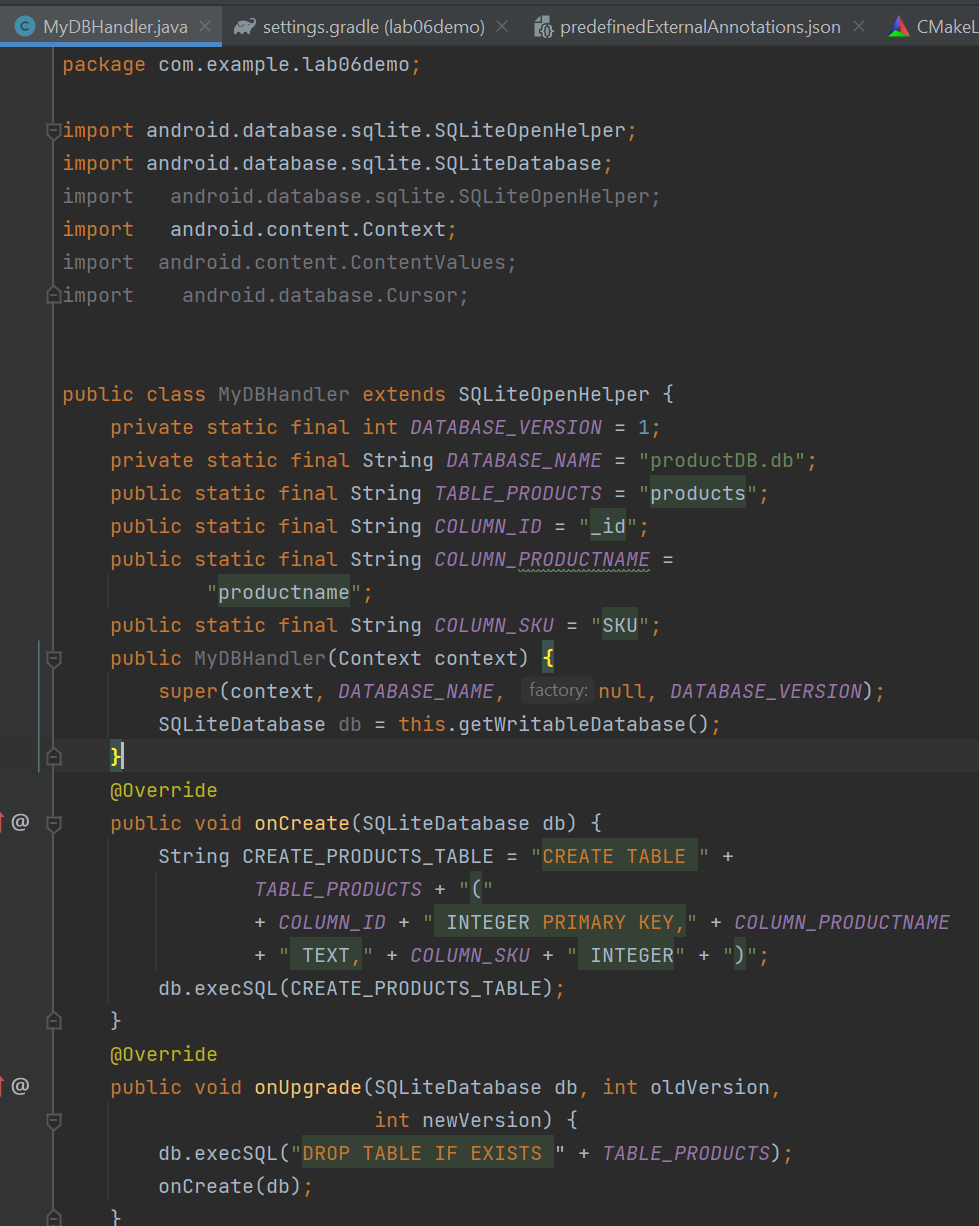 MyDBHandler.java settings.gradle (lab06demo) predefinedExternalAnnotations.json CMakeL
package com.example.lab06demo;
import android.database.sqlite.SQLiteOpenHelper;
import android.database.sqlite.SQLiteDatabase;
import   android.database.sqlite.SQLiteOpenHelper;
import   android.content.Context;
import  android.content.ContentValues;
import    android.database.Cursor;
public class MyDBHandler extends SQLiteOpenHelper {
    private static final int DATABASE_VERSION = 1;
    private static final String DATABASE_NAME = "productDB.db";
    public static final String TABLE_PRODUCTS = "products";
    public static final String COLUMN_ID = "_id";
    public static final String COLUMN_PRODUCTNAME =
            "productname";
    public static final String COLUMN_SKU = "SKU";
    public MyDBHandler(Context context) {
        super(context, DATABASE_NAME, factory: null, DATABASE_VERSION);
        SQLiteDatabase db = this.getWritableDatabase();
    }
    @Override
    public void onCreate(SQLiteDatabase db) {
        String CREATE_PRODUCTS_TABLE = "CREATE TABLE " +
                TABLE_PRODUCTS + "("
                + COLUMN_ID + " INTEGER PRIMARY KEY," + COLUMN_PRODUCTNAME
                + " TEXT," + COLUMN_SKU + " INTEGER" + ")";
        db.execSQL(CREATE_PRODUCTS_TABLE);
    }
    @Override
    public void onUpgrade(SQLiteDatabase db, int oldVersion,
                          int newVersion) {
        db.execSQL("DROP TABLE IF EXISTS " + TABLE_PRODUCTS);
        onCreate(db);
    }